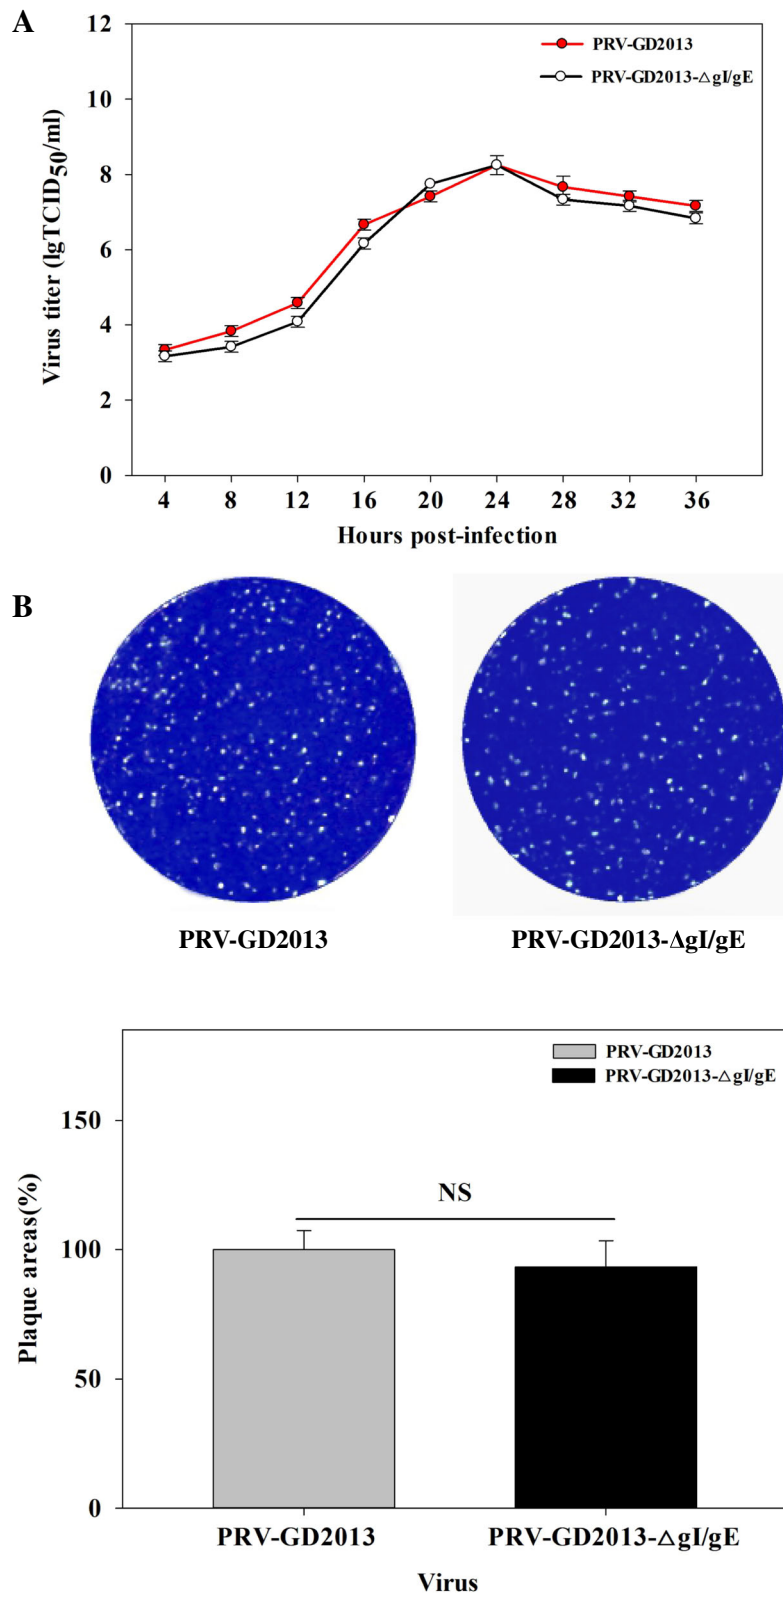 A
12
10
8
6
4
2
0
Virus titer (lgTCID50/ml)
PRV-GD2013
PRV-GD2013-△gI/gE
4 8 12 16 20 24 28 32 36
Hours post-infection
B
PRV-GD2013 PRV-GD2013-ΔgI/gE
PRV-GD2013
PRV-GD2013-△gI/gE
150
100
50
0
Plaque areas(%)
NS
PRV-GD2013 PRV-GD2013-△gI/gE
Virus